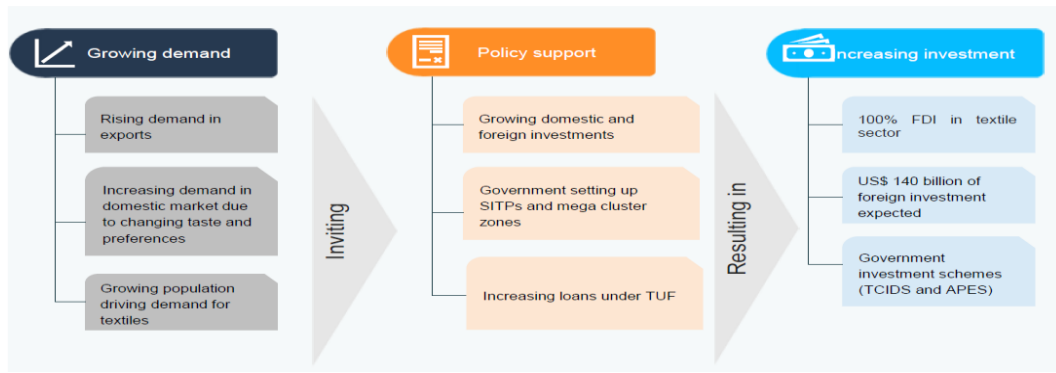 Growing demand
Rising demand in
exports
Increasing demand in
domestic market due
to changing taste and
preferences
Growing population
driving demand for
textiles
Inviting
Policy support
Growing domestic and
foreign investments
Government setting up
SITPs and mega cluster
zones
Increasing loans under TUF
Resulting in
ncreasing investment
100% FDI in textile
sector
US$ 140 billion of
foreign investment
expected
Government
investment schemes
(TCIDS and APES)